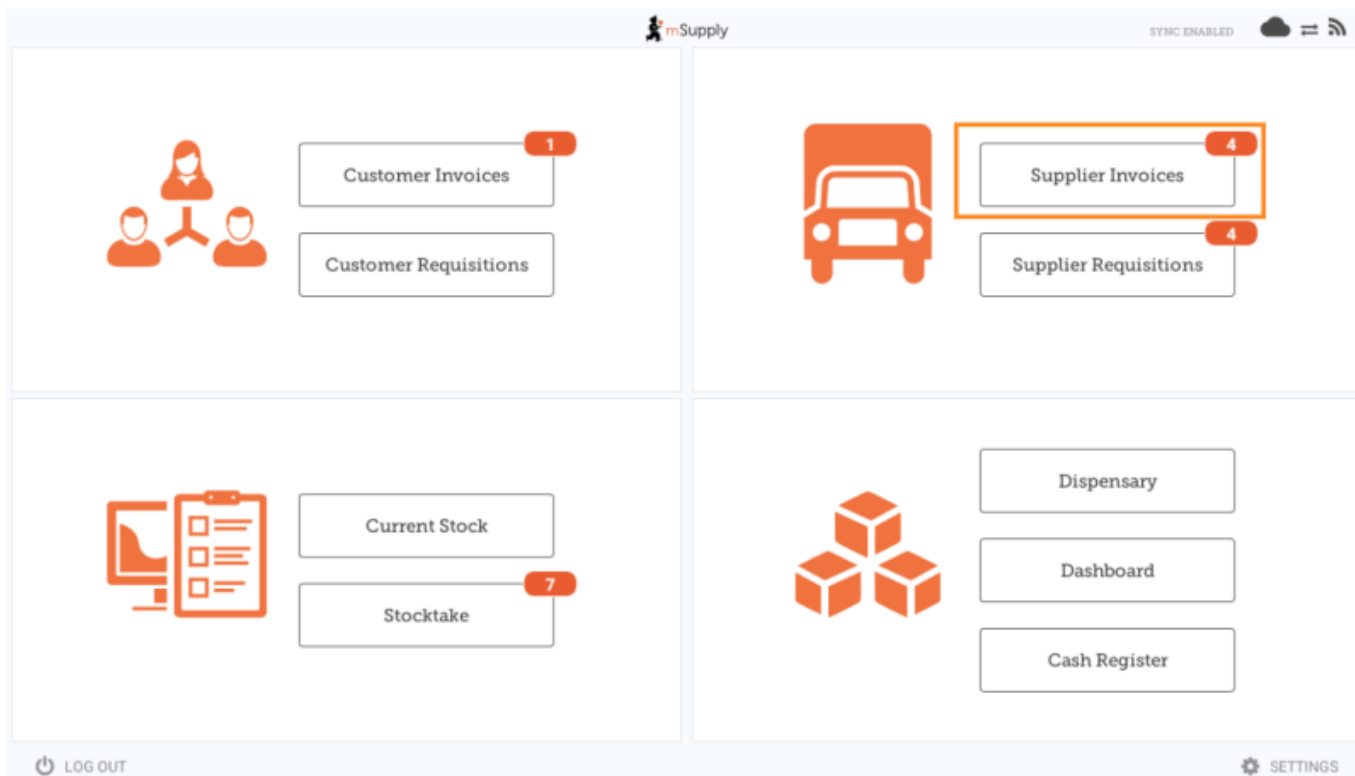 mSupply
SYNC ENABLED
1
Customer Invoices
Customer Requisitions
4
Supplier Invoices
4
Supplier Requisitions
Current Stock
7
Stocktake
Dispensary
Dashboard
Cash Register
LOG OUT
SETTINGS